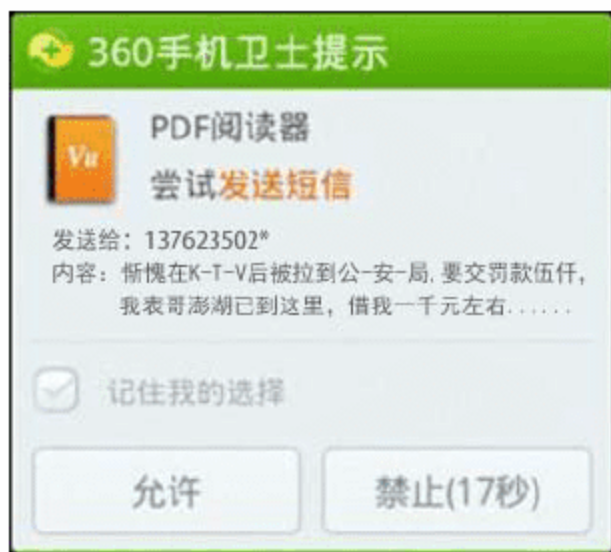 360手机卫士提示
Vu
PDF阅读器
尝试发送短信
发送给：137623502*
内容：惭愧在K-T-V后被拉到公-安-局.要交罚款伍仟，
我表哥澎湖已到这里，借我一千元左右......
记住我的选择
允许
禁止(17秒)